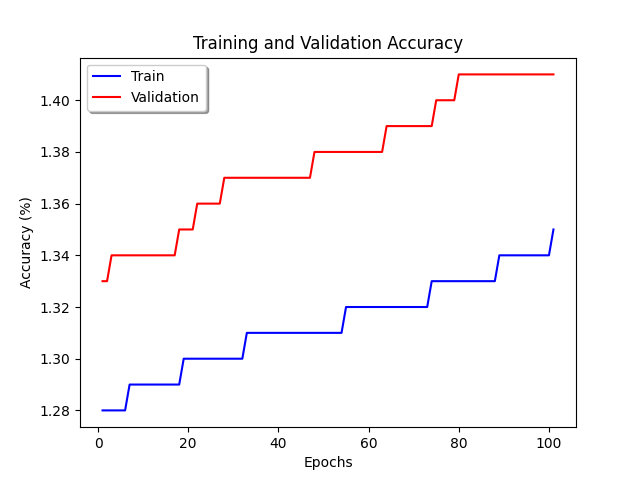 Training and Validation Accuracy
Train
Validation
Accuracy (%)
1.40
1.38
1.36
1.34
1.32
1.30
1.28
0 20 40 60 80 100
Epochs